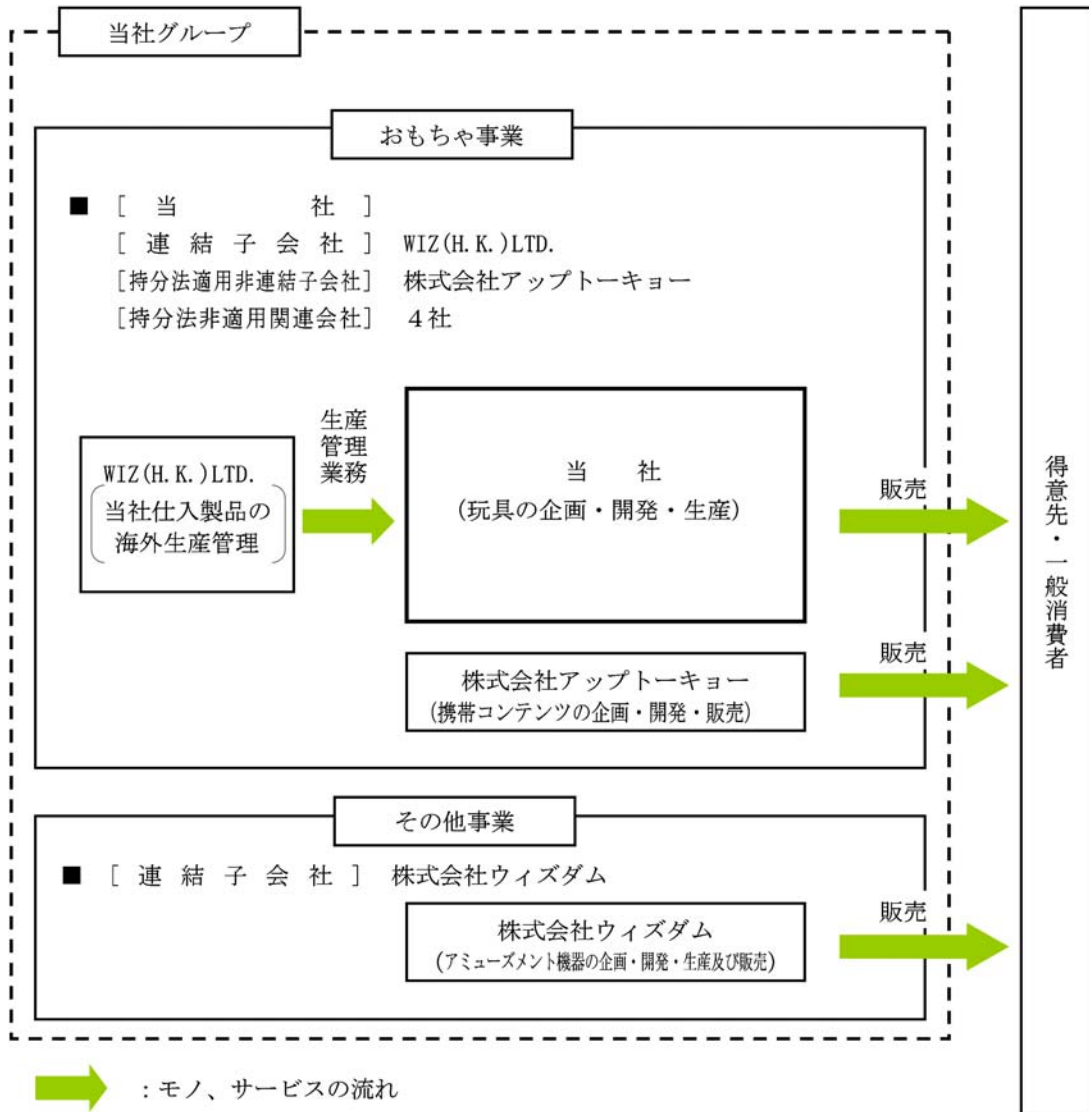 当社グループ
おもちゃ事業
■ [ 当 社 ]
[ 連 結 子 会 社 ] WIZ(H.K.)LTD.
[持分法適用非連結子会社] 株式会社アップトーキョー
[持分法非適用関連会社] 4社
WIZ(H.K.)LTD.
当社仕入製品の
海外生産管理
生産
管理
業務
当 社
(玩具の企画・開発・生産)
販売
株式会社アップトーキョー
(携帯コンテンツの企画・開発・販売)
販売
その他事業
■ [ 連 結 子 会 社 ] 株式会社ウィズダム
株式会社ウィズダム
(アミューズメント機器の企画・開発・生産及び販売)
販売
得意先・一般消費者
:モノ、サービスの流れ